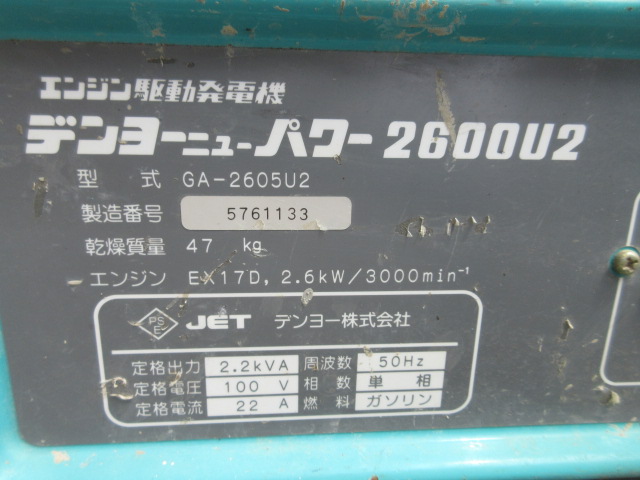 エンジン駆動発電機
デンヨーニューパワー2600U2
型式 GA-2605U2
製造番号 5761133
乾燥質量 47 kg
エンジン EX17D, 2.6kW/3000min⁻¹
PSE JET デンヨー株式会社
定格出力 2.2kVA 周波数 50Hz
定格電圧 100 V 相数 単相
定格電流 22 A 燃料 ガソリン